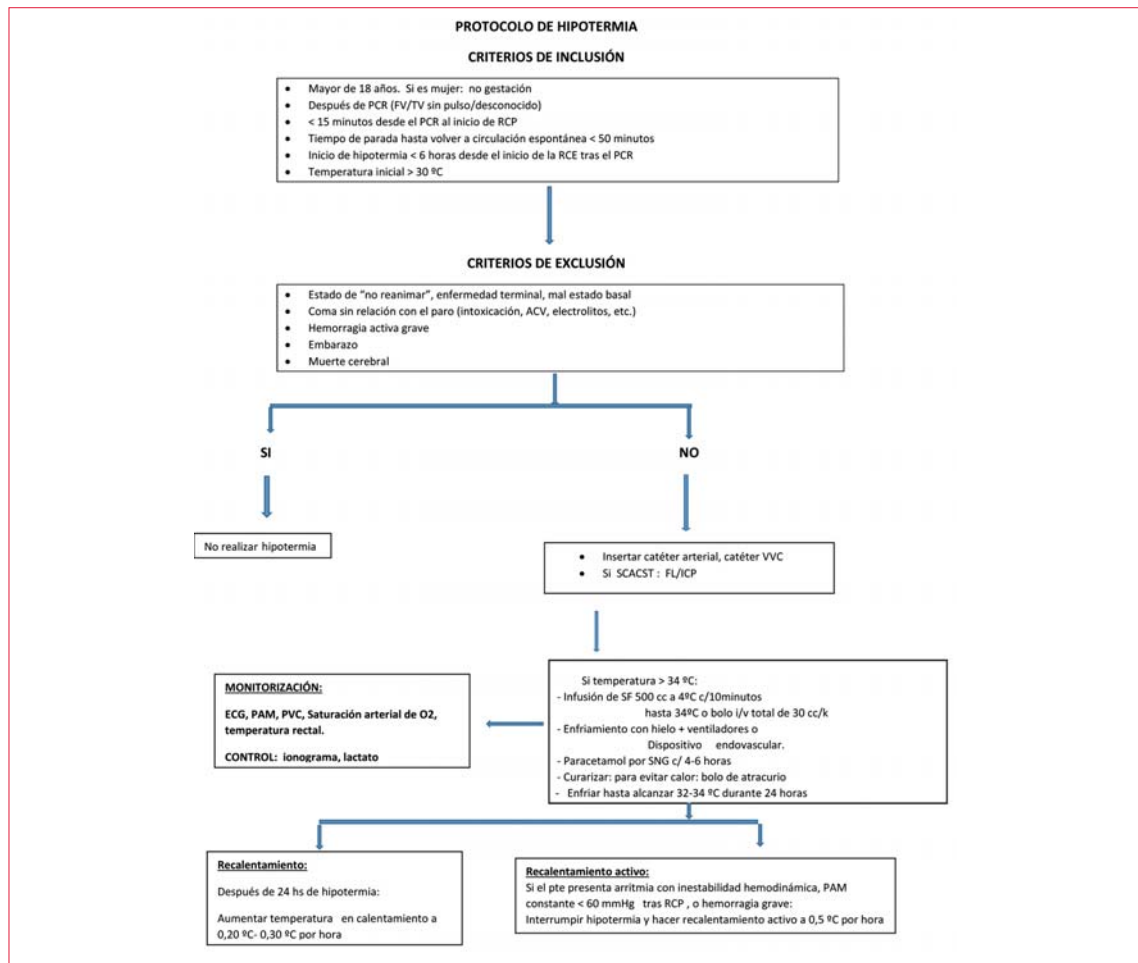 PROTOCOLO DE HIPOTERMIA
CRITERIOS DE INCLUSIÓN
• Mayor de 18 años. Si es mujer: no gestación
• Después de PCR (FV/TV sin pulso/desconocido)
• < 15 minutos desde el PCR al inicio de RCP
• Tiempo de parada hasta volver a circulación espontánea < 50 minutos
• Inicio de hipotermia < 6 horas desde el inicio de la RCE tras el PCR
• Temperatura inicial > 30 ºC
CRITERIOS DE EXCLUSIÓN
• Estado de "no reanimar", enfermedad terminal, mal estado basal
• Coma sin relación con el paro (intoxicación, ACV, electrolitos, etc.)
• Hemorragia activa grave
• Embarazo
• Muerte cerebral
SI
NO
No realizar hipotermia
• Insertar catéter arterial, catéter VVC
• Si SCACST : FL/ICP
Si temperatura > 34 ºC:
- Infusión de SF 500 cc a 4ºC c/10minutos
hasta 34ºC o bolo i/v total de 30 cc/k
- Enfriamiento con hielo + ventiladores o
Dispositivo endovascular.
- Paracetamol por SNG c/ 4-6 horas
- Curarizar: para evitar calor: bolo de atracurio
- Enfriar hasta alcanzar 32-34 ºC durante 24 horas
MONITORIZACIÓN:
ECG, PAM, PVC, Saturación arterial de O2,
temperatura rectal.
CONTROL: ionograma, lactato
Recalentamiento:
Después de 24 hs de hipotermia:
Aumentar temperatura en calentamiento a
0,20 ºC- 0,30 ºC por hora
Recalentamiento activo:
Si el pte presenta arritmia con inestabilidad hemodinámica, PAM
constante < 60 mmHg tras RCP , o hemorragia grave:
Interrumpir hipotermia y hacer recalentamiento activo a 0,5 ºC por hora